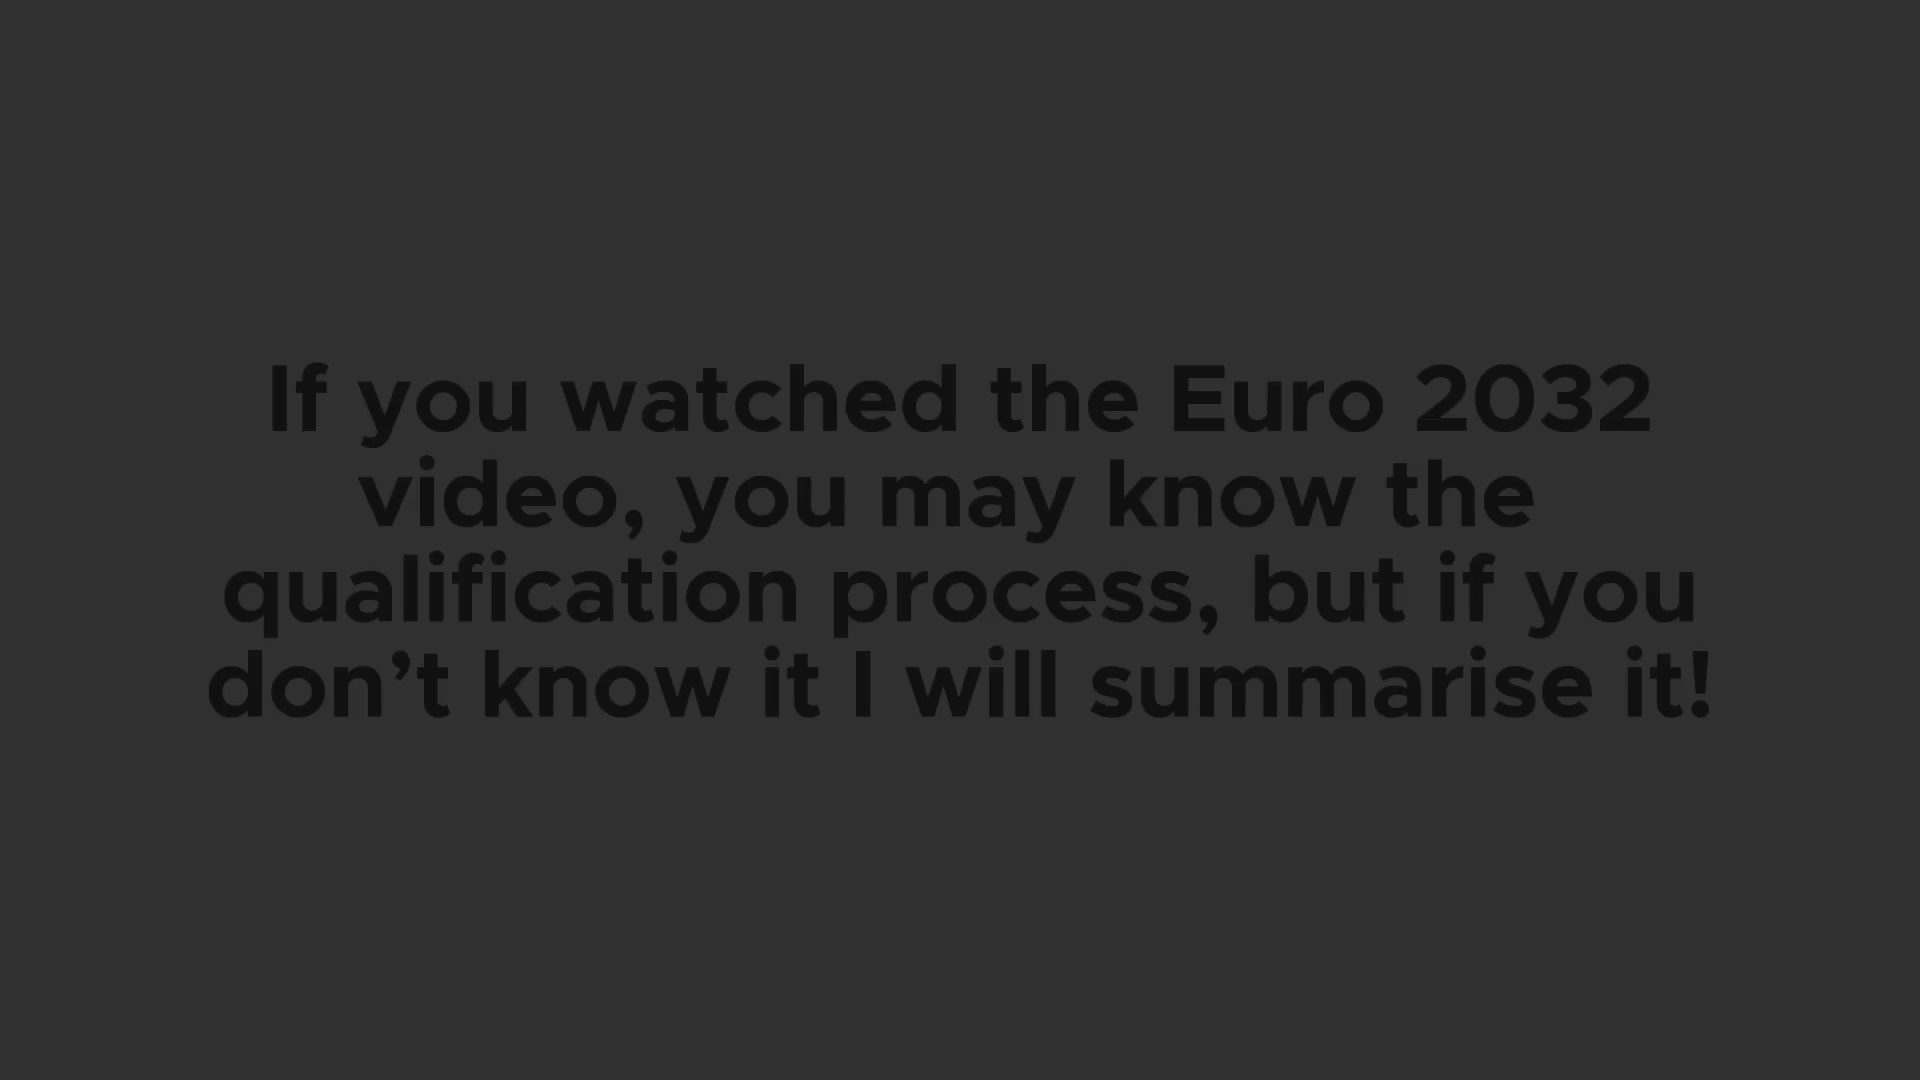 If you watched the Euro 2032
video, you may know the
qualification process, but if you
don’t know it I will summarise it!